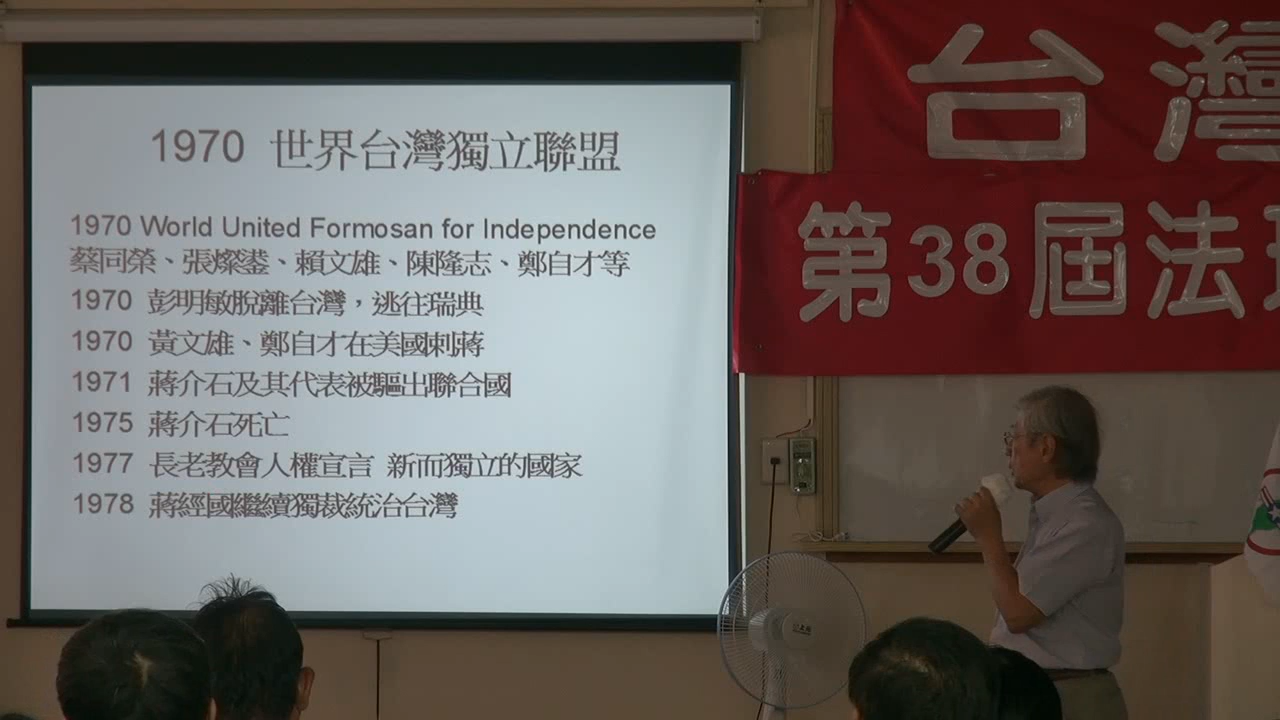 1970 世界台灣獨立聯盟
1970 World United Formosan for Independence
蔡同榮、張燦鍙、賴文雄、陳隆志、鄭自才等
1970 彭明敏脫離台灣，逃往瑞典
1970 黃文雄、鄭自才在美國刺蔣
1971 蔣介石及其代表被驅出聯合國
1975 蔣介石死亡
1977 長老教會人權宣言 新而獨立的國家
1978 蔣經國繼續獨裁統治台灣
台灣
第38屆法